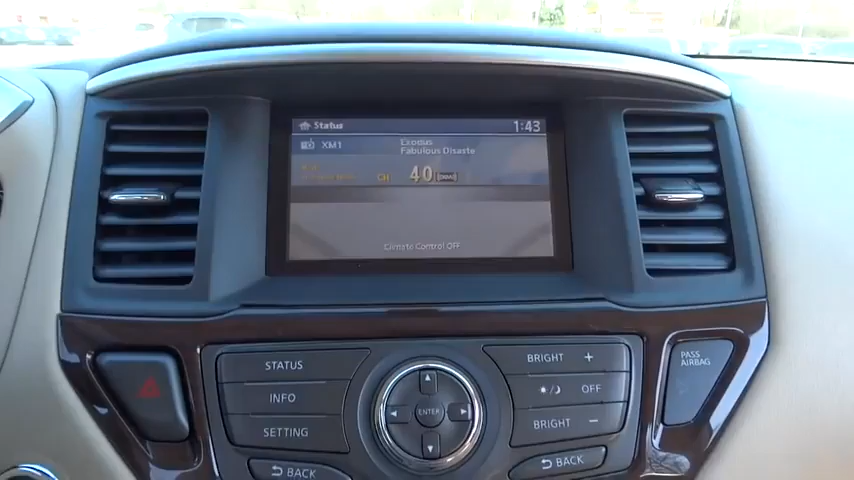 Status 1:43
XM1 Exodus
Fabulous Disaste
CH 40
Climate Control OFF
STATUS
INFO
SETTING
BACK
ENTER
BRIGHT +
OFF
BRIGHT -
BACK
PASS
AIRBAG